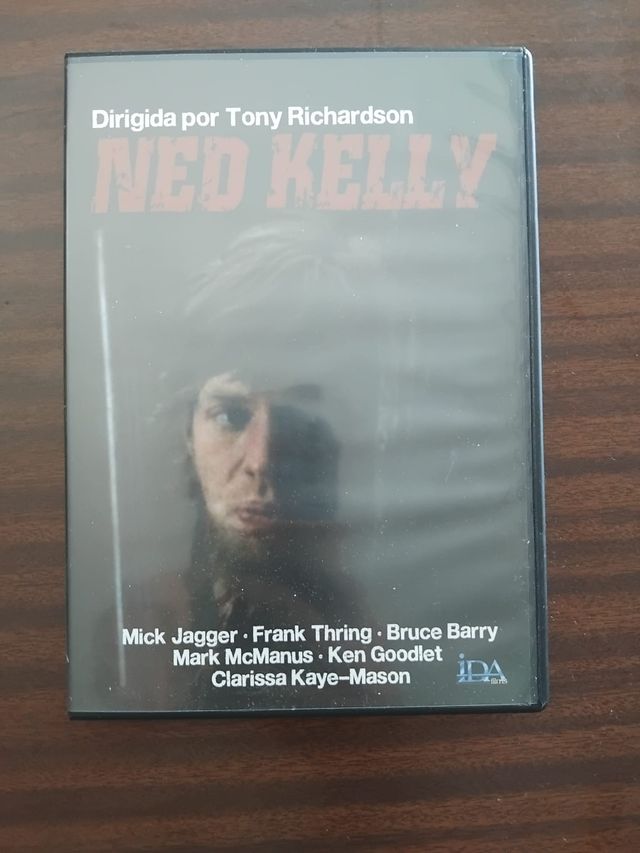 Dirigida por Tony Richardson
NED KELLY
Mick Jagger · Frank Thring · Bruce Barry
Mark McManus · Ken Goodlet
Clarissa Kaye-Mason
iDA
films